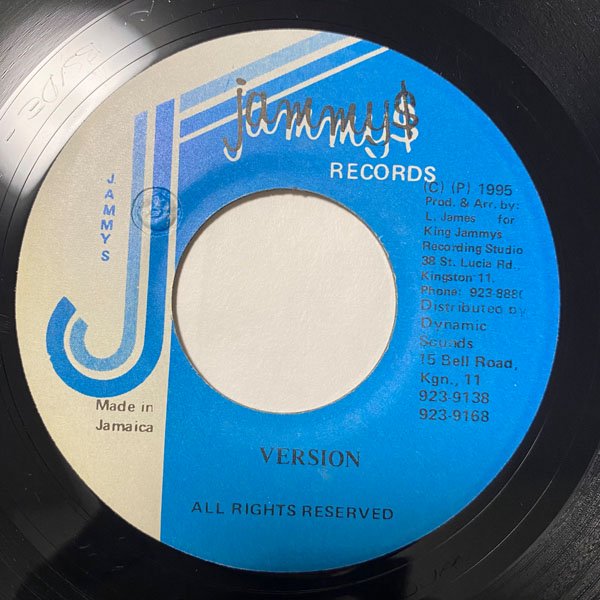 jammy$
RECORDS
JAMMYS
(C) (P) 1995
Prod. & Arr. by:
L. James for
King Jammys
Recording Studio
38 St. Lucia Rd.
Kingston 11.
Phone: 923-888
Distributed by
Dynamic
Sounds
15 Bell Road,
Kgn., 11
923-9138
923-9168
Made in
Jamaica
VERSION
ALL RIGHTS RESERVED